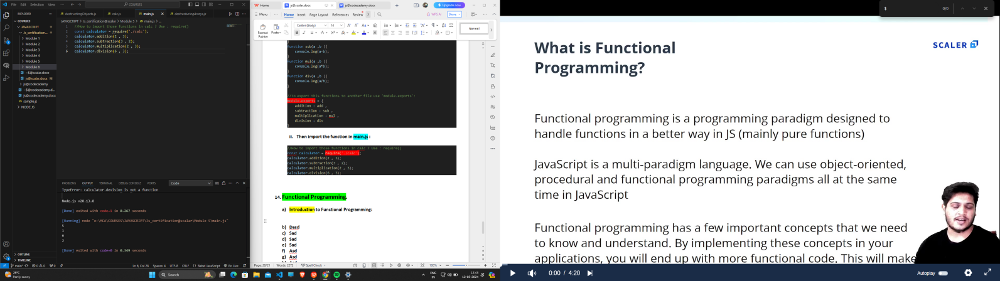 File Edit Selection View Go Run ...
COURSES
EXPLORER
JAVASCRIPT
Js_certification@scalar
Module 1
Module 2
Module 3
Module 4
Module 5
Module 6
~$@scalar.docx
js@scalar.docx M
js@codecademy
~$@codecademy.d...
js@codecademy.docx
sample.js
NODE JS
OUTLINE
TIMELINE
destructingObject.js
calc.js
main.js
destructuringArrays.js
JAVASCRIPT > Js_certification@scalar > Module 5 > main.js > ...
1 //How to import those functions in calc ? Use : require()
2 const calculator = require('./calc');
3 calculator.addition(2 , 3);
4 calculator.subtraction(3 , 2);
5 calculator.multiplication(2 , 3);
6 calculator.division(6 , 3);
PROBLEMS OUTPUT TERMINAL DEBUG CONSOLE PORTS
Code
TypeError: calculator.devision is not a function
Node.js v20.13.0
[Done] exited with code=1 in 0.267 seconds
[Running] node "e:\MCA\COURSES\JAVASCRIPT\Js_certification@scalar\Module 5\main.js"
5
1
6
2
[Done] exited with code=0 in 0.349 seconds
main* 0 0 0 Ln 6, Col 28 Spaces: 4 UTF-8 CRLF JavaScript Go Live
Home
js@scalar.docx
js@codecademy.docx
Upgrade now
Menu Home Insert Page Layout References Review
WPS AI
Share
Format Painter
Paste
Calibri (Body)
14
Normal
function sub(a ,b ){
console.log(a-b);
}
function mul(a ,b ){
console.log(a*b);
}
function div(a ,b ){
console.log(a/b);
}
//To export this functions to another file use 'module.exports':
module.exports = {
addition : add ,
subtraction : sub ,
multiplication : mul ,
division : div
}
ii. Then import the function in main.js :
//How to import those functions in calc ? Use : require()
const calculator = require('./calc');
calculator.addition(2 , 3);
calculator.subtraction(3 , 2);
calculator.multiplication(2 , 3);
calculator.division(6 , 3);
14. Functional Programming.
a) Introduction to Functional Programming:
b) Dasd
c) Sad
d) Sad
e) Sad
f) Asd
g) Asd
Page: 20/21 Words: 2272 Spell Check 100%
29°C
Partly sunny
Search
ENG
IN
12:43
12-05-2024
$
0/0
What is Functional
Programming?
SCALER
Functional programming is a programming paradigm designed to
handle functions in a better way in JS (mainly pure functions)
JavaScript is a multi-paradigm language. We can use object-oriented,
procedural and functional programming paradigms all at the same
time in JavaScript
Functional programming has a few important concepts that we need
to know and understand. By implementing these concepts in your
applications, you will end up with more functional code. This will make
0:00 / 4:20
Autoplay